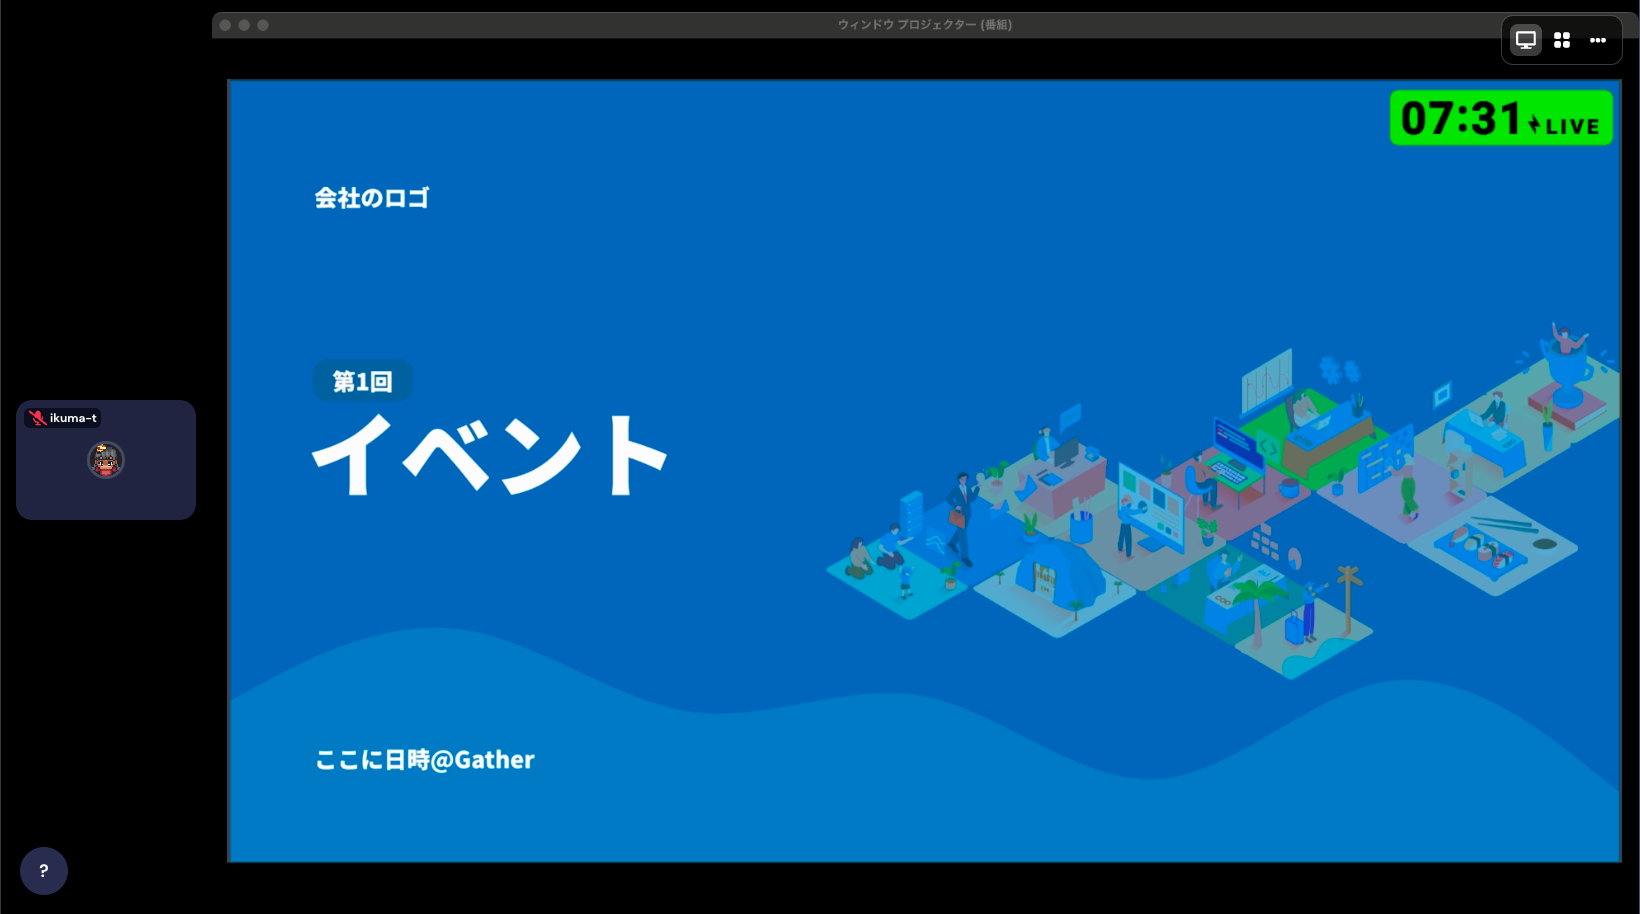 ウィンドウ プロジェクター (番組)
07:31 LIVE
会社のロゴ
第1回
イベント
ikuma-t
ここに日時@Gather
?